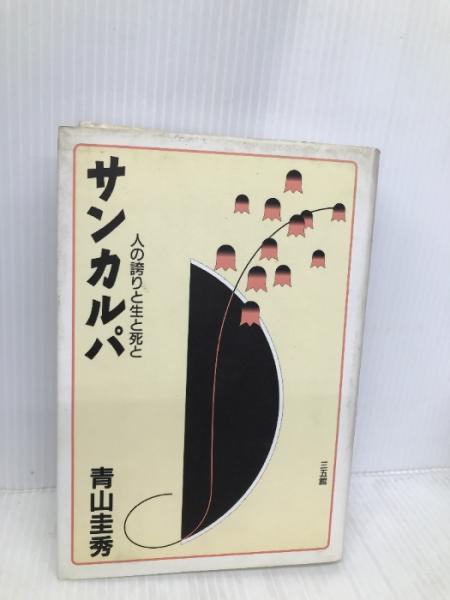 サンカルパ
人の誇りと生と死と
青山圭秀
三五館